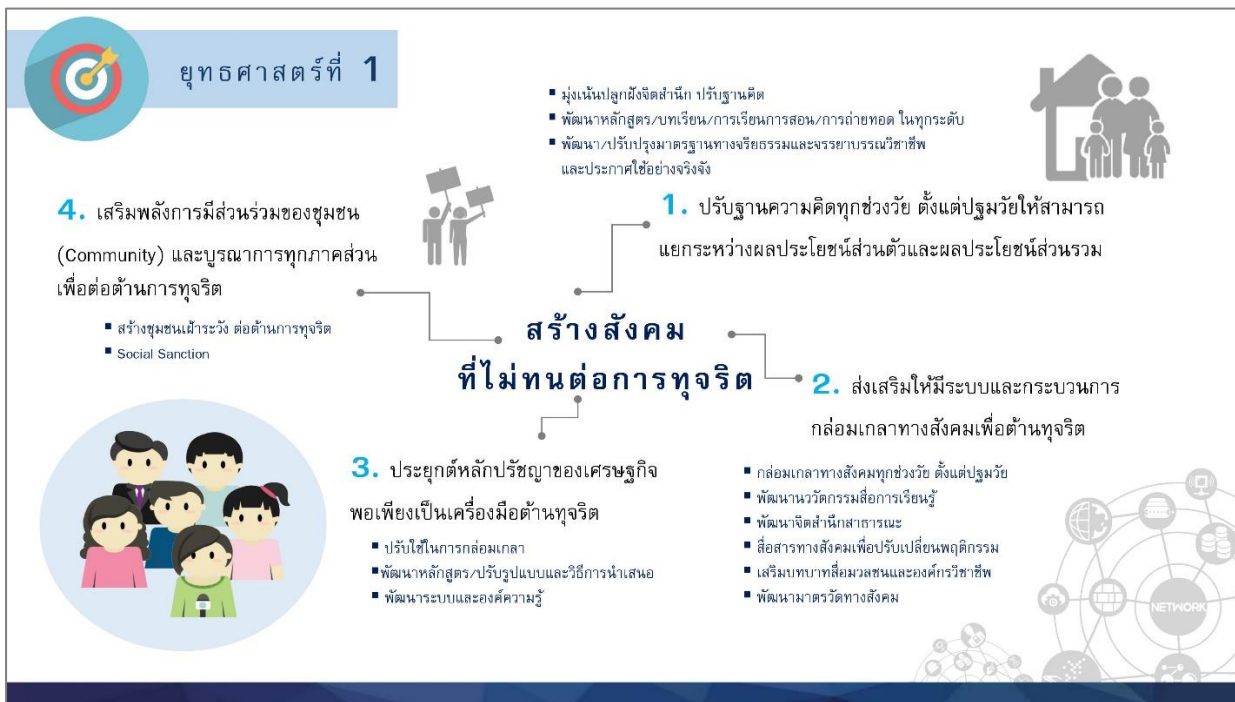 ยุทธศาสตร์ที่ 1
▪ มุ่งเน้นปลูกฝังจิตสำนึก ปรับฐานคิด
▪ พัฒนาหลักสูตร/บทเรียน/การเรียนการสอน/การถ่ายทอด ในทุกระดับ
▪ พัฒนา/ปรับปรุงมาตรฐานทางจริยธรรมและจรรยาบรรณวิชาชีพ
และประกาศใช้อย่างจริงจัง
1. ปรับฐานความคิดทุกช่วงวัย ตั้งแต่ปฐมวัยให้สามารถ
แยกระหว่างผลประโยชน์ส่วนตัวและผลประโยชน์ส่วนรวม
4. เสริมพลังการมีส่วนร่วมของชุมชน
(Community) และบูรณาการทุกภาคส่วน
เพื่อต่อต้านการทุจริต
▪ สร้างชุมชนเฝ้าระวัง ต่อต้านการทุจริต
▪ Social Sanction
สร้างสังคม
ที่ไม่ทนต่อการทุจริต
2. ส่งเสริมให้มีระบบและกระบวนการ
กล่อมเกลาทางสังคมเพื่อต้านทุจริต
▪ กล่อมเกลาทางสังคมทุกช่วงวัย ตั้งแต่ปฐมวัย
▪ พัฒนานวัตกรรมสื่อการเรียนรู้
▪ พัฒนาจิตสำนึกสาธารณะ
▪ สื่อสารทางสังคมเพื่อปรับเปลี่ยนพฤติกรรม
▪ เสริมบทบาทสื่อมวลชนและองค์กรวิชาชีพ
▪ พัฒนามาตรวัดทางสังคม
3. ประยุกต์หลักปรัชญาของเศรษฐกิจ
พอเพียงเป็นเครื่องมือต้านทุจริต
▪ ปรับใช้ในการกล่อมเกลา
▪พัฒนาหลักสูตร/ปรับรูปแบบและวิธีการนำเสนอ
▪ พัฒนาระบบและองค์ความรู้
NETWORK